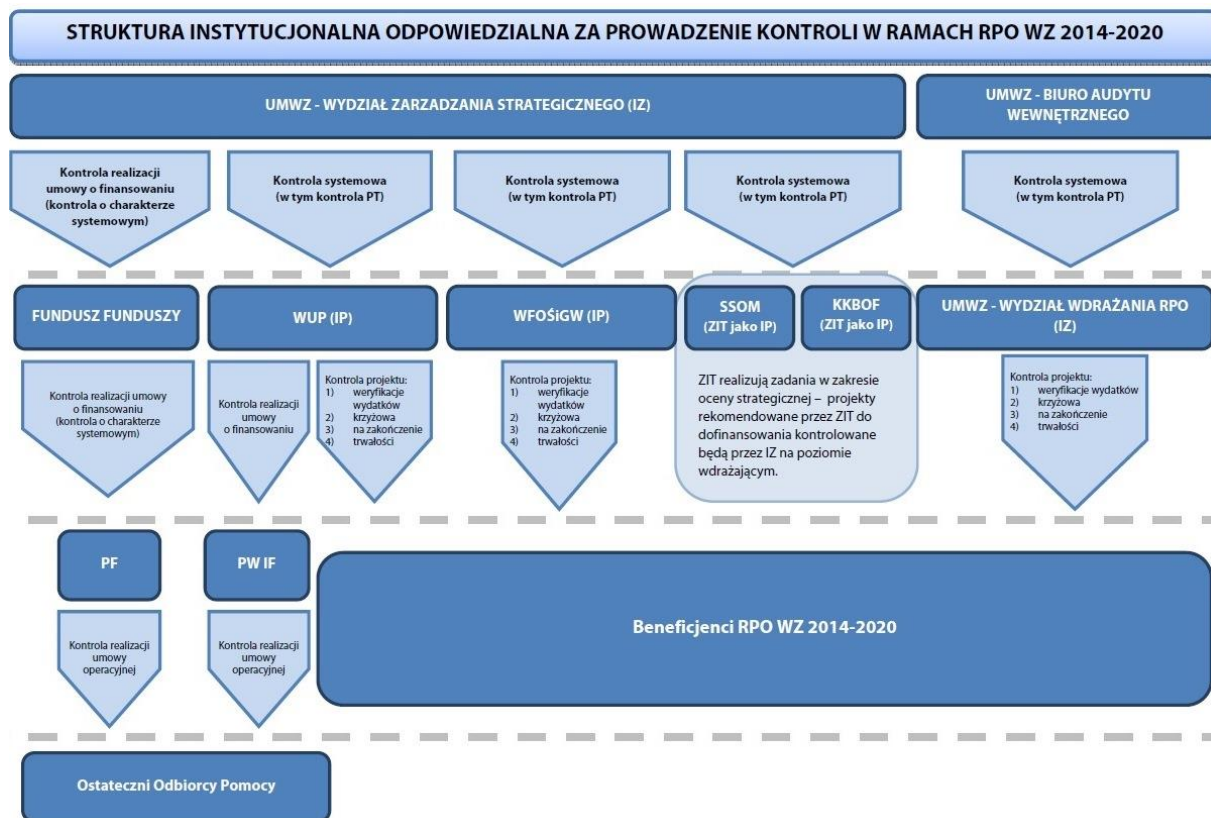 STRUKTURA INSTYTUCJONALNA ODPOWIEDZIALNA ZA PROWADZENIE KONTROLI W RAMACH RPO WZ 2014-2020
UMWZ - WYDZIAŁ ZARZADZANIA STRATEGICZNEGO (IZ)
UMWZ - BIURO AUDYTU
WEWNĘTRZNEGO
Kontrola realizacji
umowy o finansowaniu
(kontrola o charakterze
systemowym)
Kontrola systemowa
(w tym kontrola PT)
Kontrola systemowa
(w tym kontrola PT)
Kontrola systemowa
(w tym kontrola PT)
Kontrola systemowa
(w tym kontrola PT)
FUNDUSZ FUNDUSZY
WUP (IP)
WFOŚiGW (IP)
SSOM
(ZIT jako IP)
KKBOF
(ZIT jako IP)
UMWZ - WYDZIAŁ WDRAŻANIA RPO
(IZ)
Kontrola realizacji umowy
o finansowaniu
(kontrola o charakterze
systemowym)
Kontrola realizacji
umowy
o finansowaniu
Kontrola projektu:
1) weryfikacje
wydatków
2) krzyżowa
3) na zakończenie
4) trwałości
Kontrola projektu:
1) weryfikacje
wydatków
2) krzyżowa
3) na zakończenie
4) trwałości
ZIT realizują zadania w zakresie
oceny strategicznej – projekty
rekomendowane przez ZIT do
dofinansowania kontrolowane
będą przez IZ na poziomie
wdrażającym.
Kontrola projektu:
1) weryfikacje wydatków
2) krzyżowa
3) na zakończenie
4) trwałości
PF
PW IF
Beneficjenci RPO WZ 2014-2020
Kontrola realizacji
umowy
operacyjnej
Kontrola realizacji
umowy
operacyjnej
Ostateczni Odbiorcy Pomocy